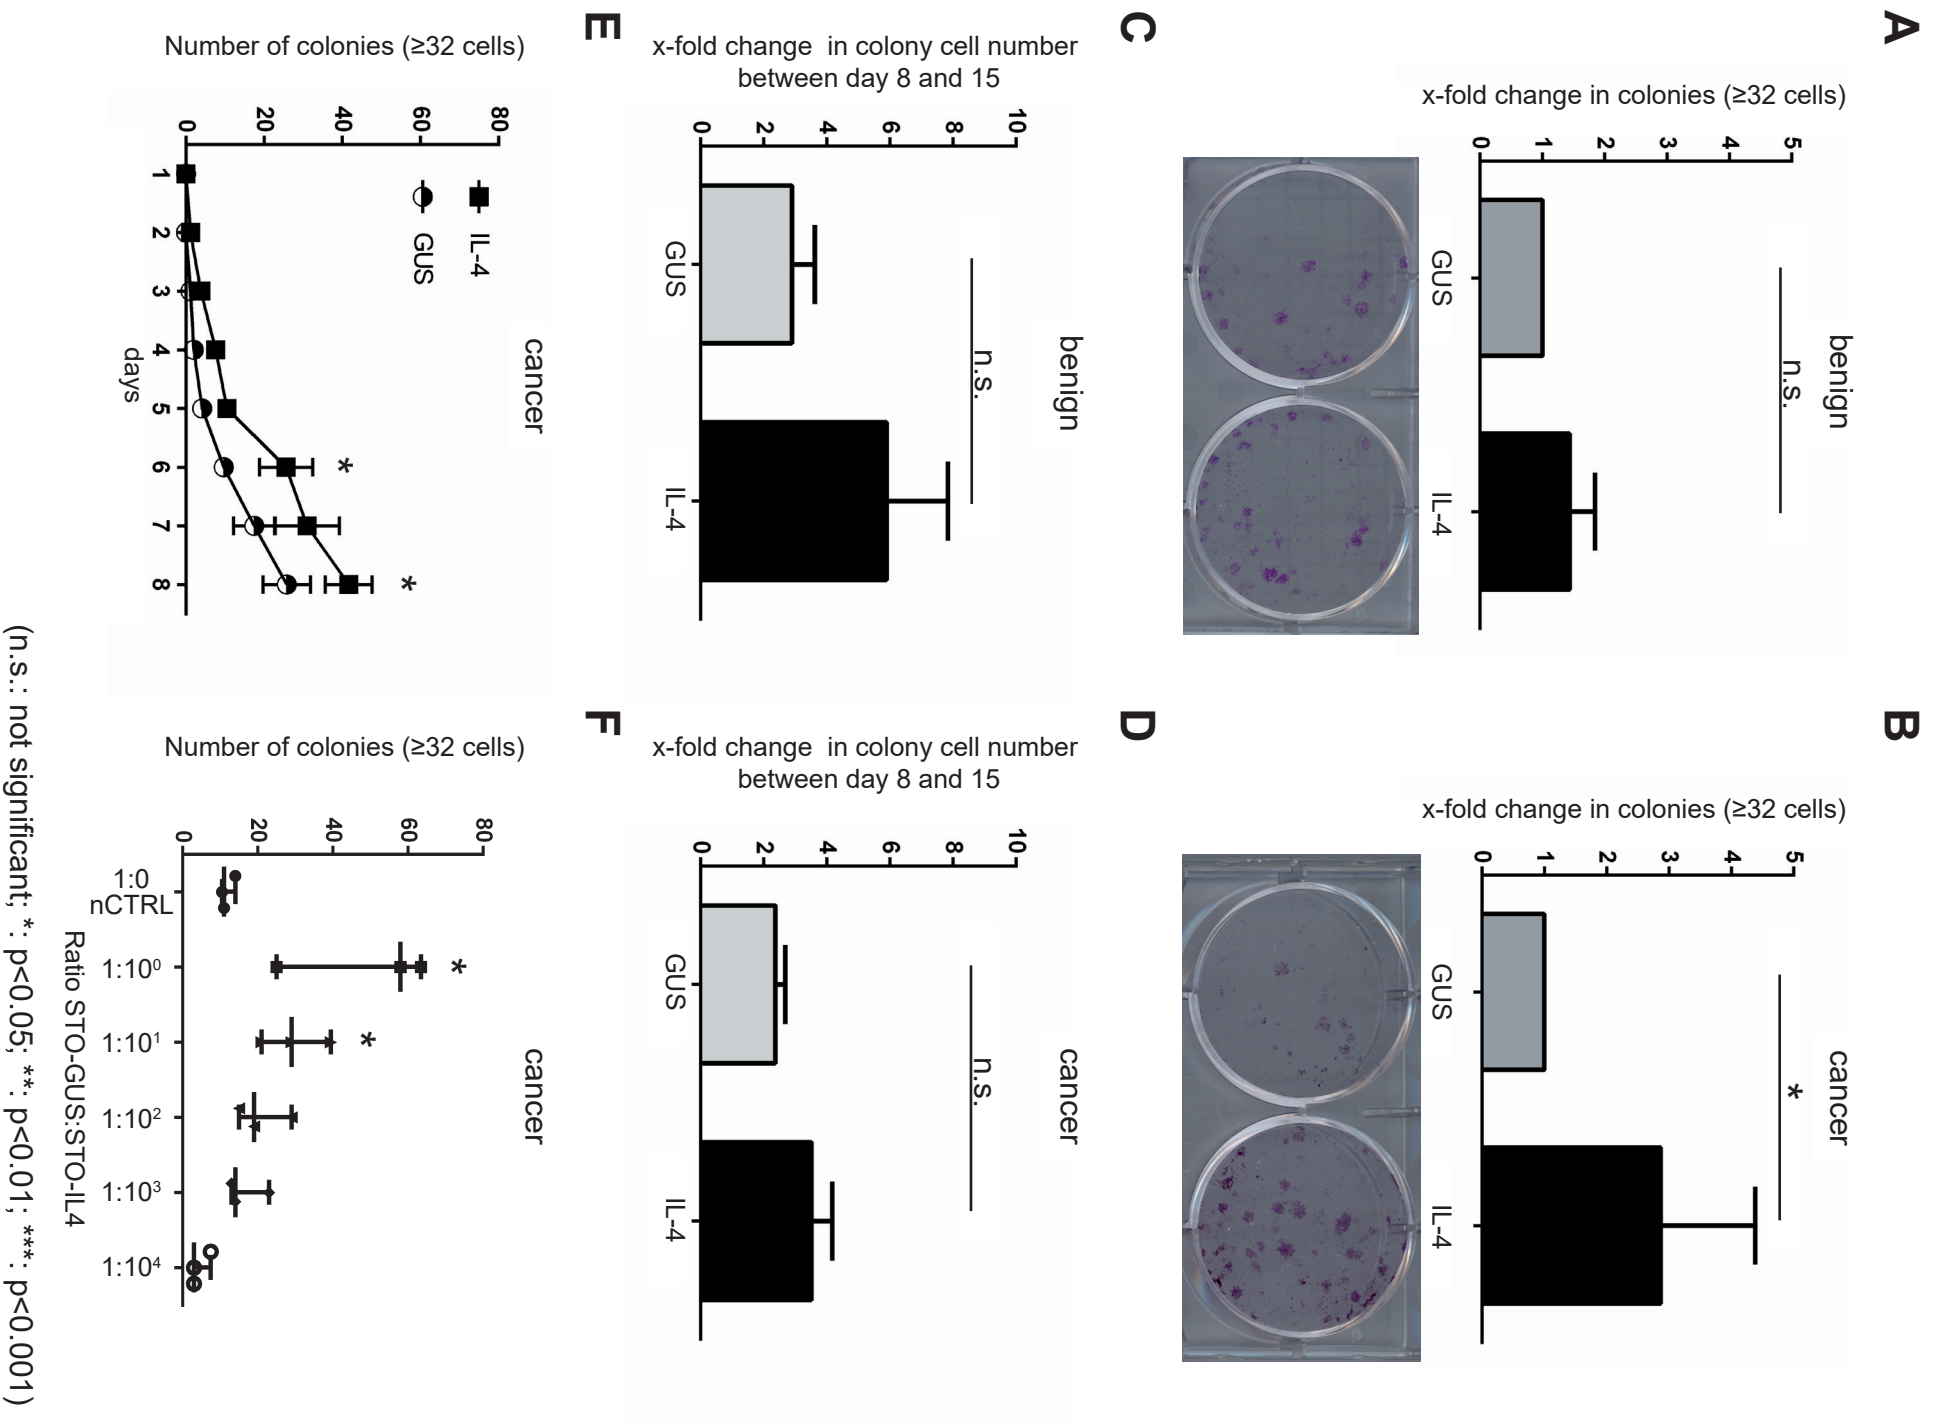 A
x-fold change in colonies (≥32 cells)
0
1
2
3
4
5
benign
n.s.
GUS
IL-4
B
x-fold change in colonies (≥32 cells)
0
1
2
3
4
5
cancer
*
GUS
IL-4
C
x-fold change in colony cell number
between day 8 and 15
0
2
4
6
8
10
benign
n.s.
GUS
IL-4
D
x-fold change in colony cell number
between day 8 and 15
0
2
4
6
8
10
cancer
n.s.
GUS
IL-4
E
Number of colonies (≥32 cells)
0
20
40
60
80
cancer
IL-4
GUS
*
*
1 2 3 4 5 6 7 8
days
F
Number of colonies (≥32 cells)
0
20
40
60
80
cancer
*
*
1:0
nCTRL
1:10⁰
1:10¹
1:10²
1:10³
1:10⁴
Ratio STO-GUS:STO-IL4
(n.s.: not significant; *: p<0.05; **: p<0.01; ***: p<0.001)